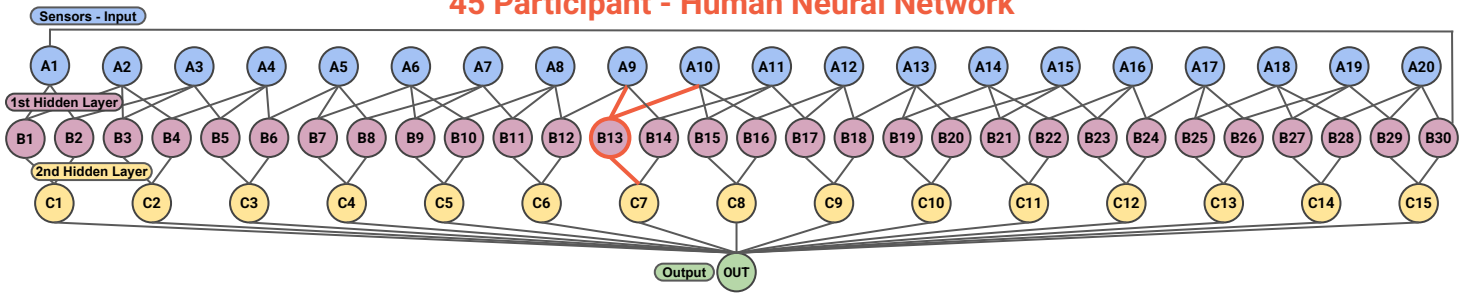 45 Participant - Human Neural Network
Sensors - Input
A1 A2 A3 A4 A5 A6 A7 A8 A9 A10 A11 A12 A13 A14 A15 A16 A17 A18 A19 A20
1st Hidden Layer
B1 B2 B3 B4 B5 B6 B7 B8 B9 B10 B11 B12 B13 B14 B15 B16 B17 B18 B19 B20 B21 B22 B23 B24 B25 B26 B27 B28 B29 B30
2nd Hidden Layer
C1 C2 C3 C4 C5 C6 C7 C8 C9 C10 C11 C12 C13 C14 C15
Output OUT